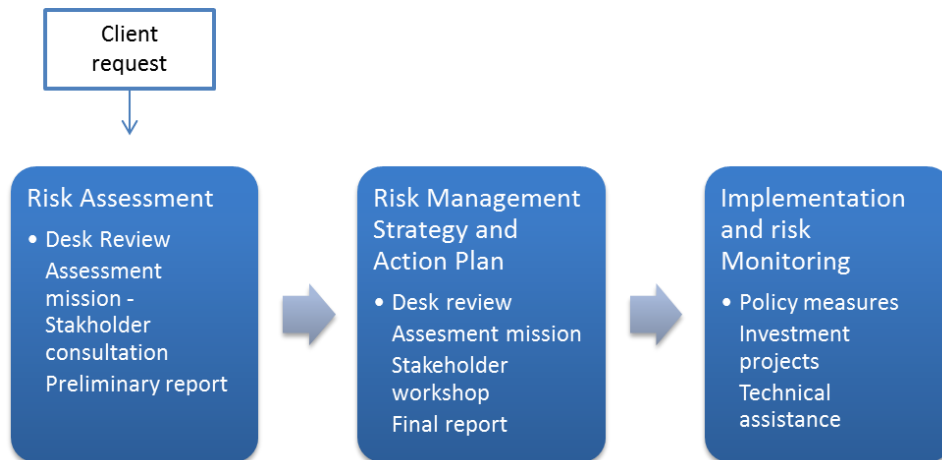 Client
request
Risk Assessment
• Desk Review
Assessment
mission -
Stakholder
consultation
Preliminary report
Risk Management
Strategy and
Action Plan
• Desk review
Assesment mission
Stakeholder
workshop
Final report
Implementation
and risk
Monitoring
• Policy measures
Investment
projects
Technical
assistance